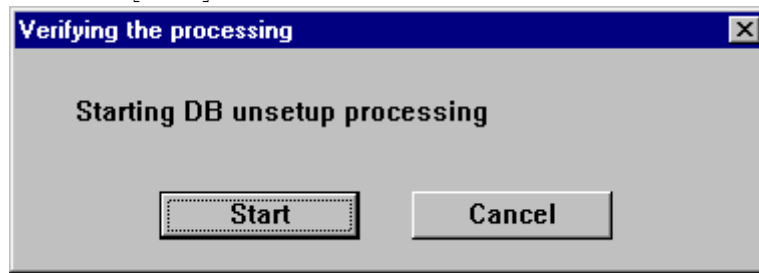 Verifying the processing
Starting DB unsetup processing
Start
Cancel